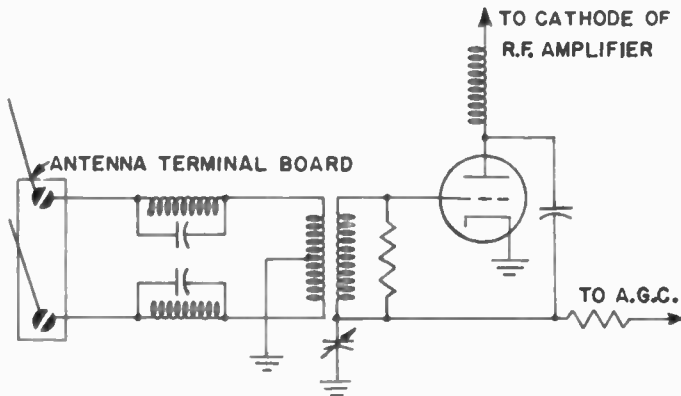 TO CATHODE OF
R.F. AMPLIFIER
ANTENNA TERMINAL BOARD
TO A.G.C.